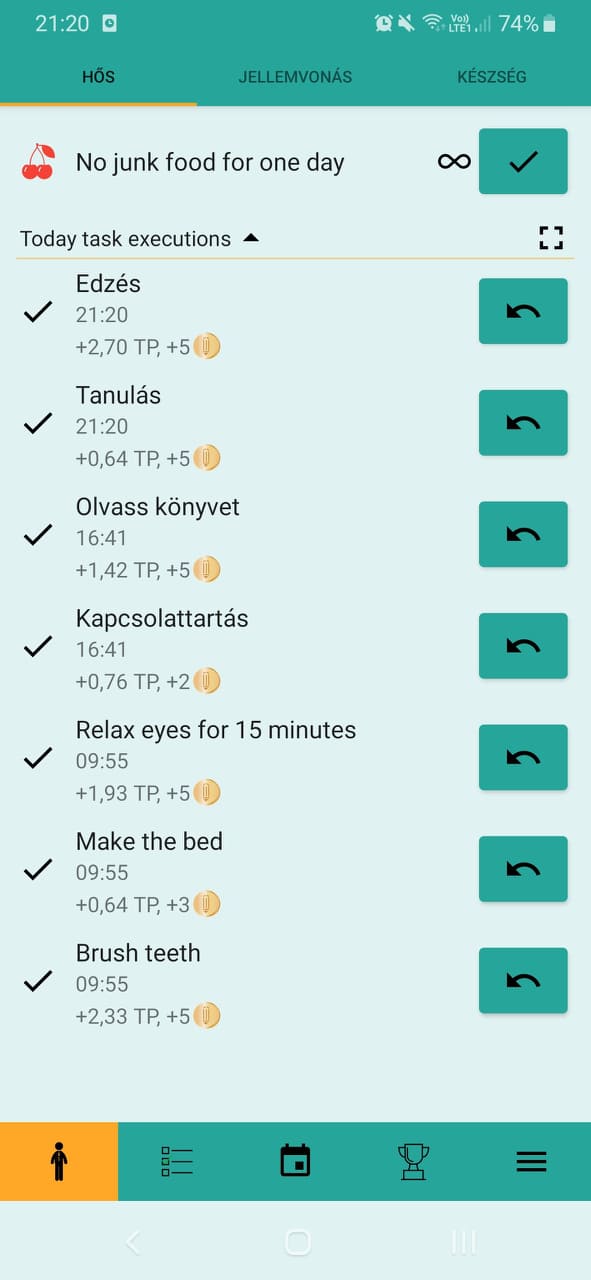 21:20
Vo))
LTE1
74%
HŐS
JELLEMVONÁS
KÉSZSÉG
No junk food for one day
Today task executions
Edzés
21:20
+2,70 TP, +5
Tanulás
21:20
+0,64 TP, +5
Olvass könyvet
16:41
+1,42 TP, +5
Kapcsolattartás
16:41
+0,76 TP, +2
Relax eyes for 15 minutes
09:55
+1,93 TP, +5
Make the bed
09:55
+0,64 TP, +3
Brush teeth
09:55
+2,33 TP, +5